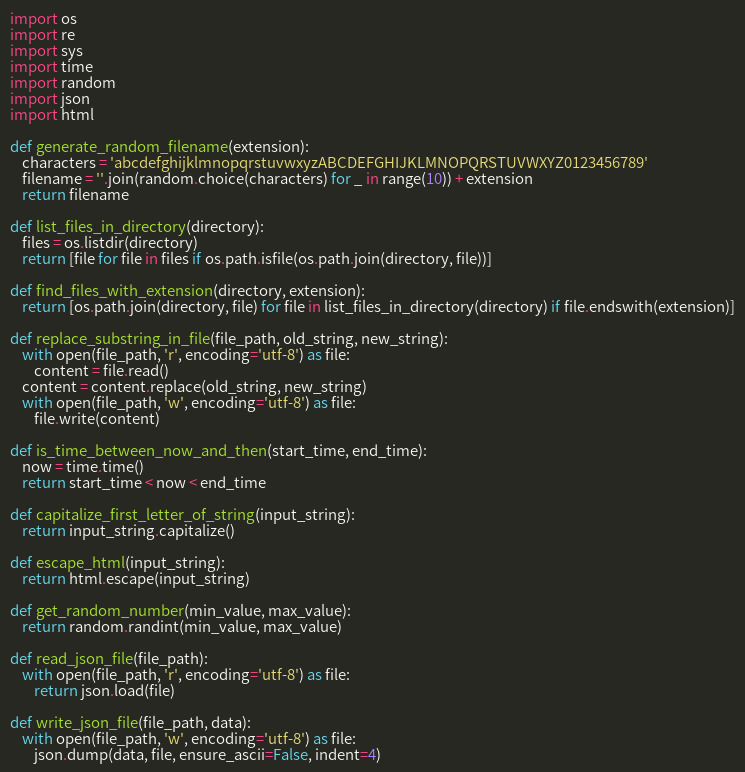 import os
import re
import sys
import time
import random
import json
import html

def generate_random_filename(extension):
    characters = 'abcdefghijklmnopqrstuvwxyzABCDEFGHIJKLMNOPQRSTUVWXYZ0123456789'
    filename = ''.join(random.choice(characters) for _ in range(10)) + extension
    return filename

def list_files_in_directory(directory):
    files = os.listdir(directory)
    return [file for file in files if os.path.isfile(os.path.join(directory, file))]

def find_files_with_extension(directory, extension):
    return [os.path.join(directory, file) for file in list_files_in_directory(directory) if file.endswith(extension)]

def replace_substring_in_file(file_path, old_string, new_string):
    with open(file_path, 'r', encoding='utf-8') as file:
        content = file.read()
    content = content.replace(old_string, new_string)
    with open(file_path, 'w', encoding='utf-8') as file:
        file.write(content)

def is_time_between_now_and_then(start_time, end_time):
    now = time.time()
    return start_time < now < end_time

def capitalize_first_letter_of_string(input_string):
    return input_string.capitalize()

def escape_html(input_string):
    return html.escape(input_string)

def get_random_number(min_value, max_value):
    return random.randint(min_value, max_value)

def read_json_file(file_path):
    with open(file_path, 'r', encoding='utf-8') as file:
        return json.load(file)

def write_json_file(file_path, data):
    with open(file_path, 'w', encoding='utf-8') as file:
        json.dump(data, file, ensure_ascii=False, indent=4)